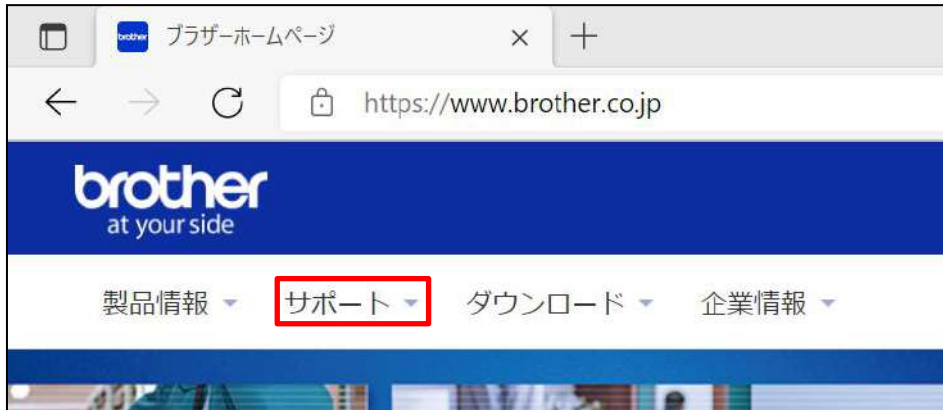 brother ブラザーホームページ
https://www.brother.co.jp
brother
at your side
製品情報 サポート ダウンロード 企業情報